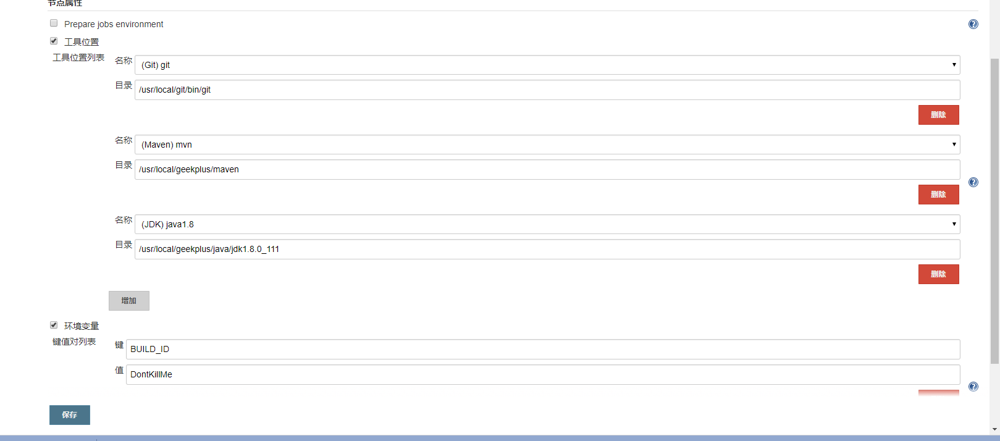 节点属性
Prepare jobs environment
工具位置
工具位置列表
名称 (Git) git
目录 /usr/local/git/bin/git
删除
名称 (Maven) mvn
目录 /usr/local/geekplus/maven
删除
名称 (JDK) java1.8
目录 /usr/local/geekplus/java/jdk1.8.0_111
删除
增加
环境变量
键值对列表
键 BUILD_ID
值 DontKillMe
保存